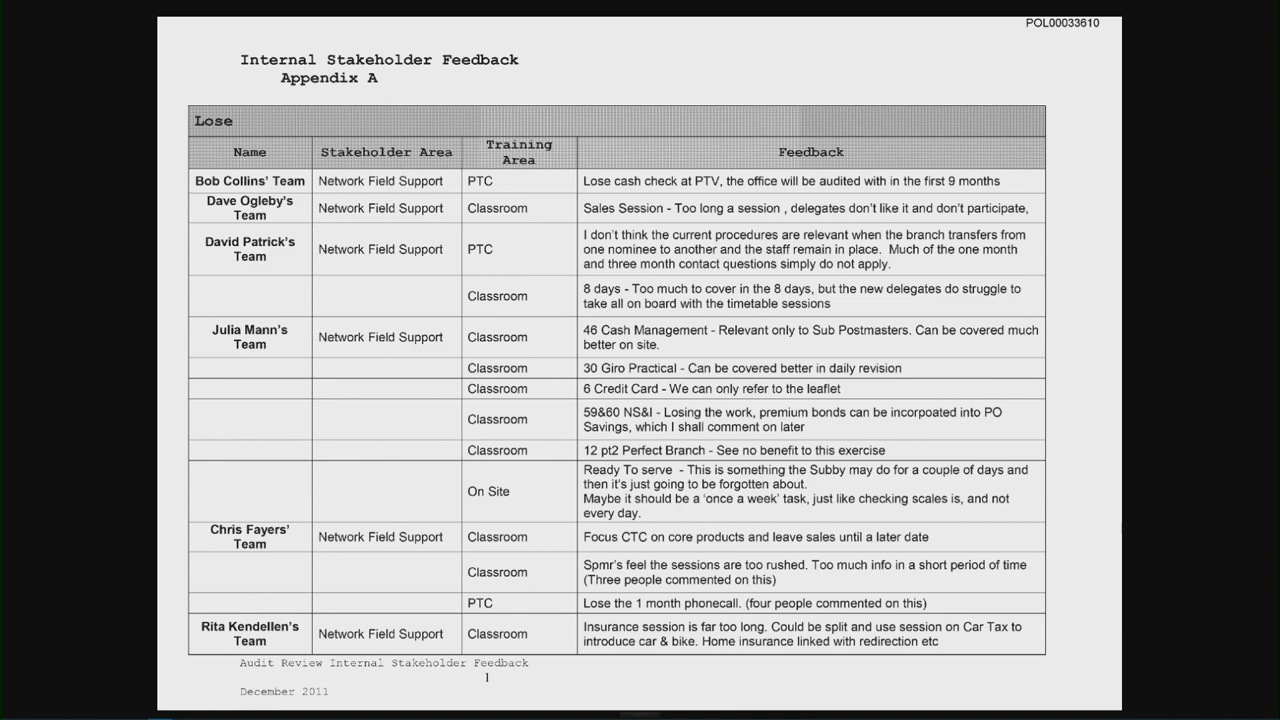 POL00033610
Internal Stakeholder Feedback
Appendix A
Lose
Name Stakeholder Area Training Area Feedback
Bob Collins' Team Network Field Support PTC Lose cash check at PTV, the office will be audited with in the first 9 months
Dave Ogleby's Team Network Field Support Classroom Sales Session - Too long a session , delegates don't like it and don't participate,
David Patrick's Team Network Field Support PTC I don't think the current procedures are relevant when the branch transfers from
one nominee to another and the staff remain in place. Much of the one month
and three month contact questions simply do not apply.
Classroom 8 days - Too much to cover in the 8 days, but the new delegates do struggle to
take all on board with the timetable sessions
Julia Mann's Team Network Field Support Classroom 46 Cash Management - Relevant only to Sub Postmasters. Can be covered much
better on site.
Classroom 30 Giro Practical - Can be covered better in daily revision
Classroom 6 Credit Card - We can only refer to the leaflet
Classroom 59&60 NS&I - Losing the work, premium bonds can be incorpoated into PO
Savings, which I shall comment on later
Classroom 12 pt2 Perfect Branch - See no benefit to this exercise
On Site Ready To serve - This is something the Subby may do for a couple of days and
then it's just going to be forgotten about.
Maybe it should be a 'once a week' task, just like checking scales is, and not
every day.
Chris Fayers' Team Network Field Support Classroom Focus CTC on core products and leave sales until a later date
Classroom Spmr's feel the sessions are too rushed. Too much info in a short period of time
(Three people commented on this)
PTC Lose the 1 month phonecall. (four people commented on this)
Rita Kendellen's Team Network Field Support Classroom Insurance session is far too long. Could be split and use session on Car Tax to
introduce car & bike. Home insurance linked with redirection etc
Audit Review Internal Stakeholder Feedback
1
December 2011